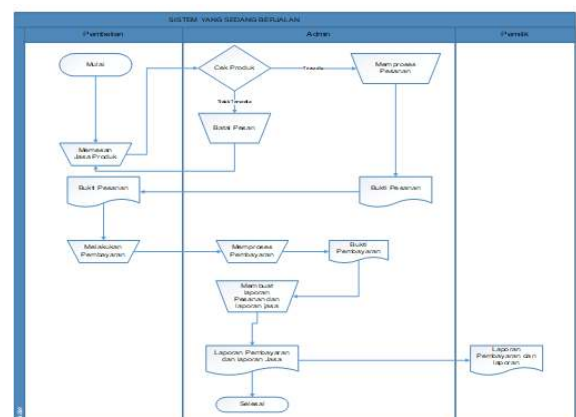 SISTEM YANG SEDANG BERJALAN
Pembelian
Admin
Pemilik
Mulai
Cek Produk
Tersedia
Memproses
Pesanan
Tidak Tersedia
Batal Pesan
Memesan
Jasa Produk
Bukti Pesanan
Bukti Pesanan
Melakukan
Pembayaran
Memproses
Pembayaran
Bukti
Pembayaran
Membuat
laporan
Pesanan dan
laporan jasa
Laporan Pembayaran
dan laporan Jasa
Laporan
Pembayaran dan
laporan
Selesai